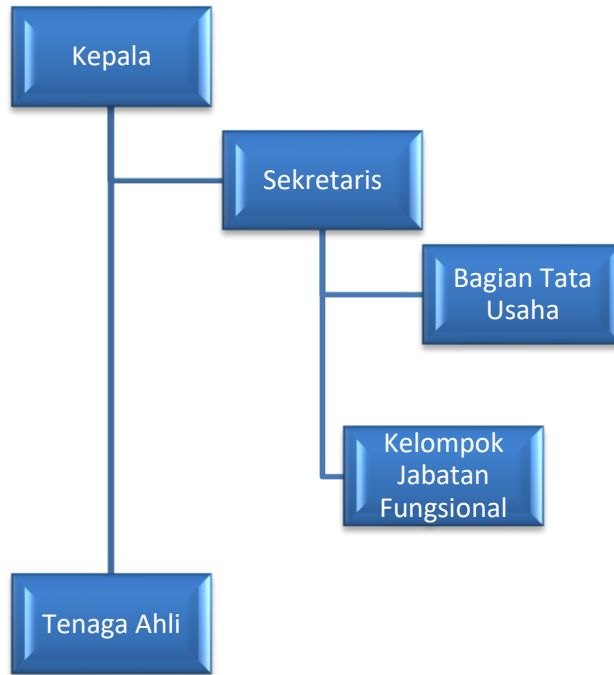 Kepala
Sekretaris
Bagian Tata
Usaha
Kelompok
Jabatan
Fungsional
Tenaga Ahli